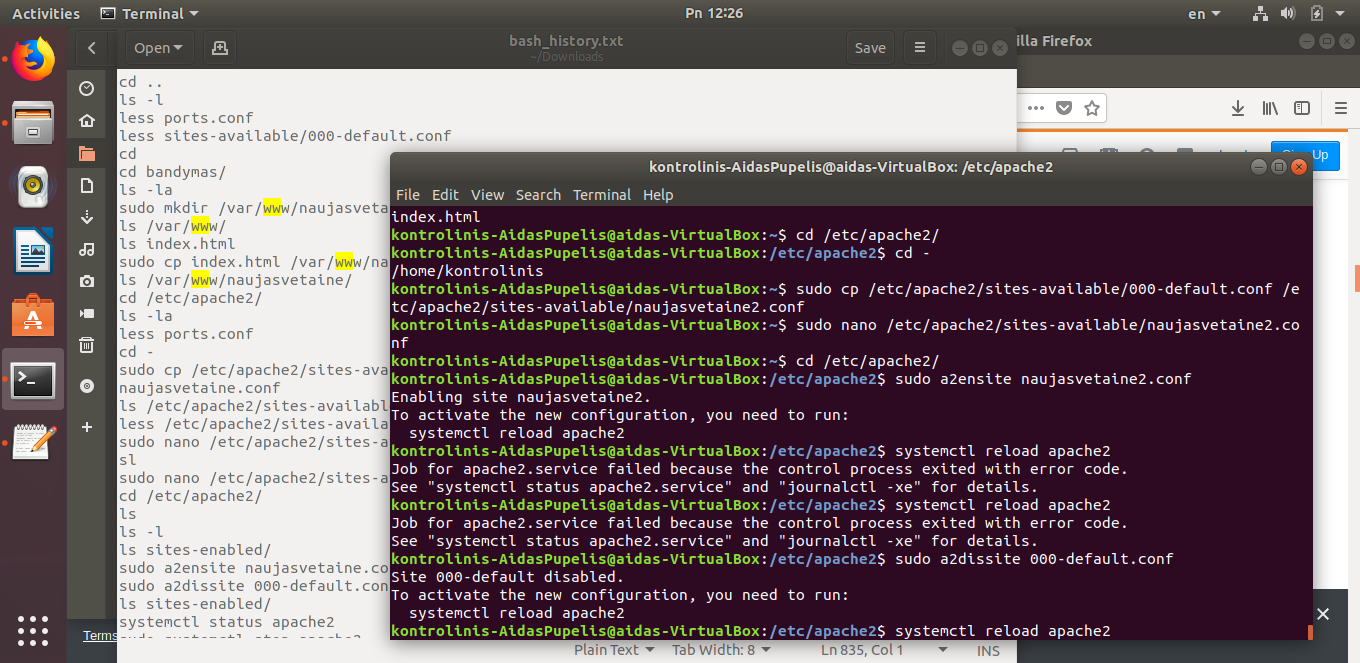 Activities
Terminal
Pn 12:26
en
Open
bash_history.txt
~/Downloads
Save
illa Firefox
cd ..
ls -l
less ports.conf
less sites-available/000-default.conf
cd
cd bandymas/
ls -la
sudo mkdir /var/www/naujasveta
ls /var/www/
ls index.html
sudo cp index.html /var/www/na
ls /var/www/naujasvetaine/
cd /etc/apache2/
ls -la
less ports.conf
cd -
sudo cp /etc/apache2/sites-ava
naujasvetaine.conf
ls /etc/apache2/sites-availabl
less /etc/apache2/sites-availa
sudo nano /etc/apache2/sites-a
sl
sudo nano /etc/apache2/sites-a
cd /etc/apache2/
ls
ls -l
ls sites-enabled/
sudo a2ensite naujasvetaine.co
sudo a2dissite 000-default.con
ls sites-enabled/
systemctl status apache2
sudo systemctl stop apache2
Terms
Plain Text
Tab Width: 8
Ln 835, Col 1
INS
Up
kontrolinis-AidasPupelis@aidas-VirtualBox: /etc/apache2
File Edit View Search Terminal Help
index.html
kontrolinis-AidasPupelis@aidas-VirtualBox:~$ cd /etc/apache2/
kontrolinis-AidasPupelis@aidas-VirtualBox:/etc/apache2$ cd -
/home/kontrolinis
kontrolinis-AidasPupelis@aidas-VirtualBox:~$ sudo cp /etc/apache2/sites-available/000-default.conf /e
tc/apache2/sites-available/naujasvetaine2.conf
kontrolinis-AidasPupelis@aidas-VirtualBox:~$ sudo nano /etc/apache2/sites-available/naujasvetaine2.co
nf
kontrolinis-AidasPupelis@aidas-VirtualBox:~$ cd /etc/apache2/
kontrolinis-AidasPupelis@aidas-VirtualBox:/etc/apache2$ sudo a2ensite naujasvetaine2.conf
Enabling site naujasvetaine2.
To activate the new configuration, you need to run:
  systemctl reload apache2
kontrolinis-AidasPupelis@aidas-VirtualBox:/etc/apache2$ systemctl reload apache2
Job for apache2.service failed because the control process exited with error code.
See "systemctl status apache2.service" and "journalctl -xe" for details.
kontrolinis-AidasPupelis@aidas-VirtualBox:/etc/apache2$ systemctl reload apache2
Job for apache2.service failed because the control process exited with error code.
See "systemctl status apache2.service" and "journalctl -xe" for details.
kontrolinis-AidasPupelis@aidas-VirtualBox:/etc/apache2$ sudo a2dissite 000-default.conf
Site 000-default disabled.
To activate the new configuration, you need to run:
  systemctl reload apache2
kontrolinis-AidasPupelis@aidas-VirtualBox:/etc/apache2$ systemctl reload apache2